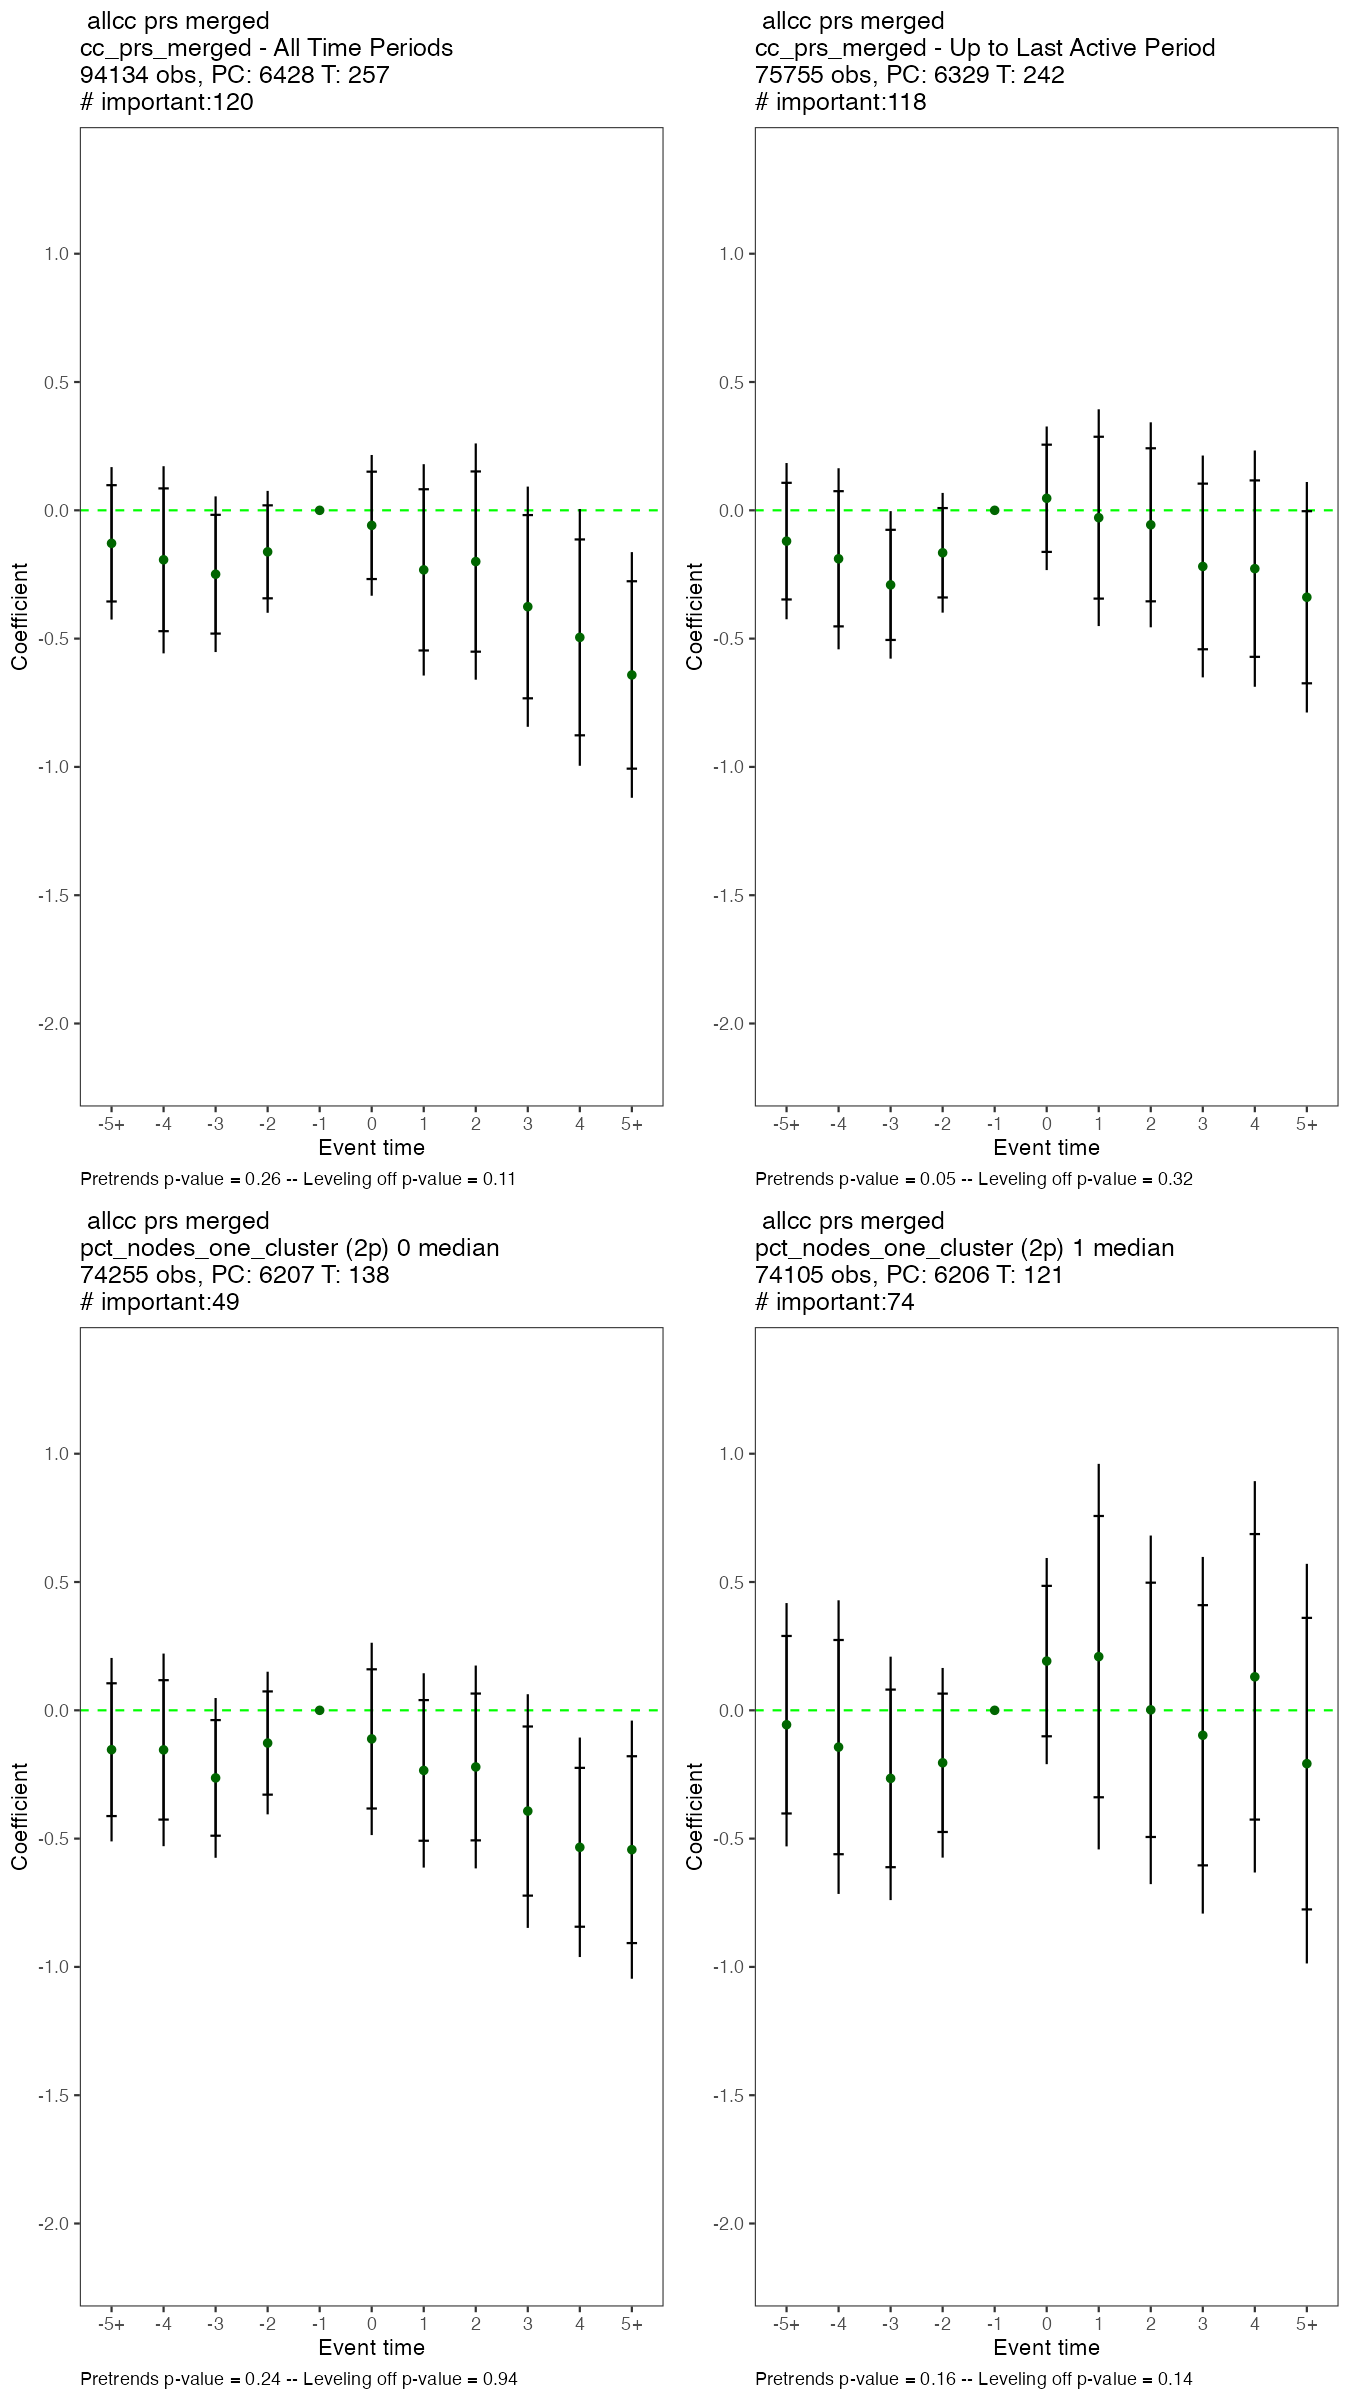 allcc prs merged
cc_prs_merged - All Time Periods
94134 obs, PC: 6428 T: 257
# important:120
1.0
0.5
0.0
-0.5
-1.0
-1.5
-2.0
Coefficient
-5+ -4 -3 -2 -1 0 1 2 3 4 5+
Event time
Pretrends p-value = 0.26 -- Leveling off p-value = 0.11
allcc prs merged
cc_prs_merged - Up to Last Active Period
75755 obs, PC: 6329 T: 242
# important:118
1.0
0.5
0.0
-0.5
-1.0
-1.5
-2.0
Coefficient
-5+ -4 -3 -2 -1 0 1 2 3 4 5+
Event time
Pretrends p-value = 0.05 -- Leveling off p-value = 0.32
allcc prs merged
pct_nodes_one_cluster (2p) 0 median
74255 obs, PC: 6207 T: 138
# important:49
1.0
0.5
0.0
-0.5
-1.0
-1.5
-2.0
Coefficient
-5+ -4 -3 -2 -1 0 1 2 3 4 5+
Event time
Pretrends p-value = 0.24 -- Leveling off p-value = 0.94
allcc prs merged
pct_nodes_one_cluster (2p) 1 median
74105 obs, PC: 6206 T: 121
# important:74
1.0
0.5
0.0
-0.5
-1.0
-1.5
-2.0
Coefficient
-5+ -4 -3 -2 -1 0 1 2 3 4 5+
Event time
Pretrends p-value = 0.16 -- Leveling off p-value = 0.14